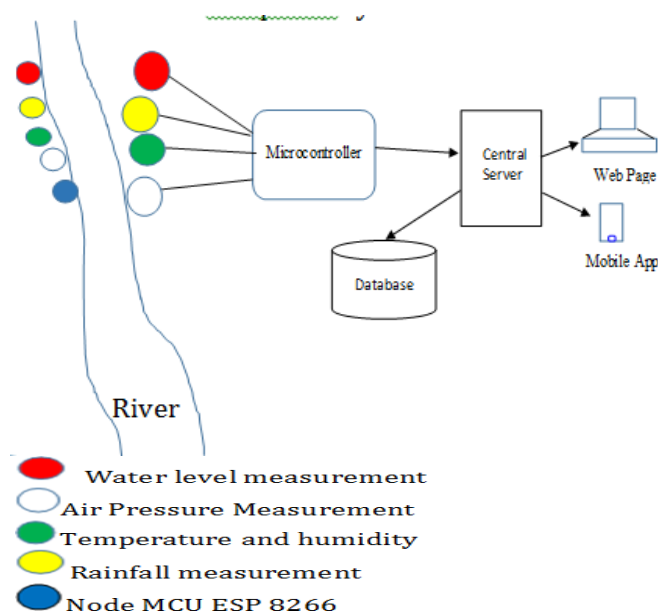 Microcontroller
Central
Server
Web Page
Mobile App
Database
River
Water level measurement
Air Pressure Measurement
Temperature and humidity
Rainfall measurement
Node MCU ESP 8266